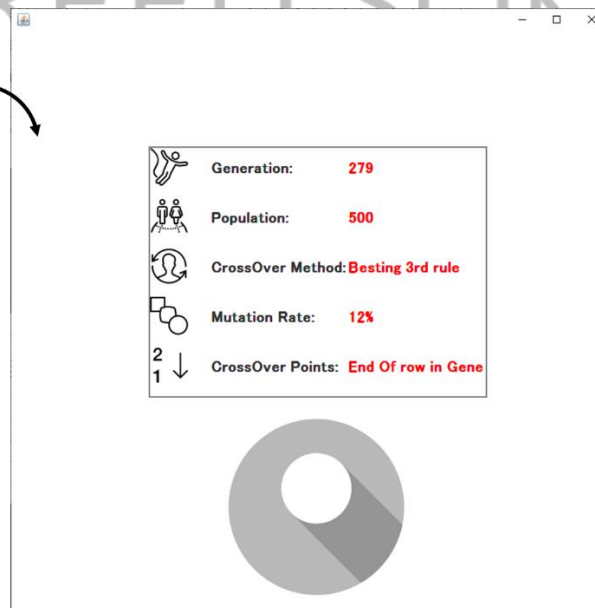 Generation: 279
Population: 500
CrossOver Method: Besting 3rd rule
Mutation Rate: 12%
2
1
CrossOver Points: End Of row in Gene